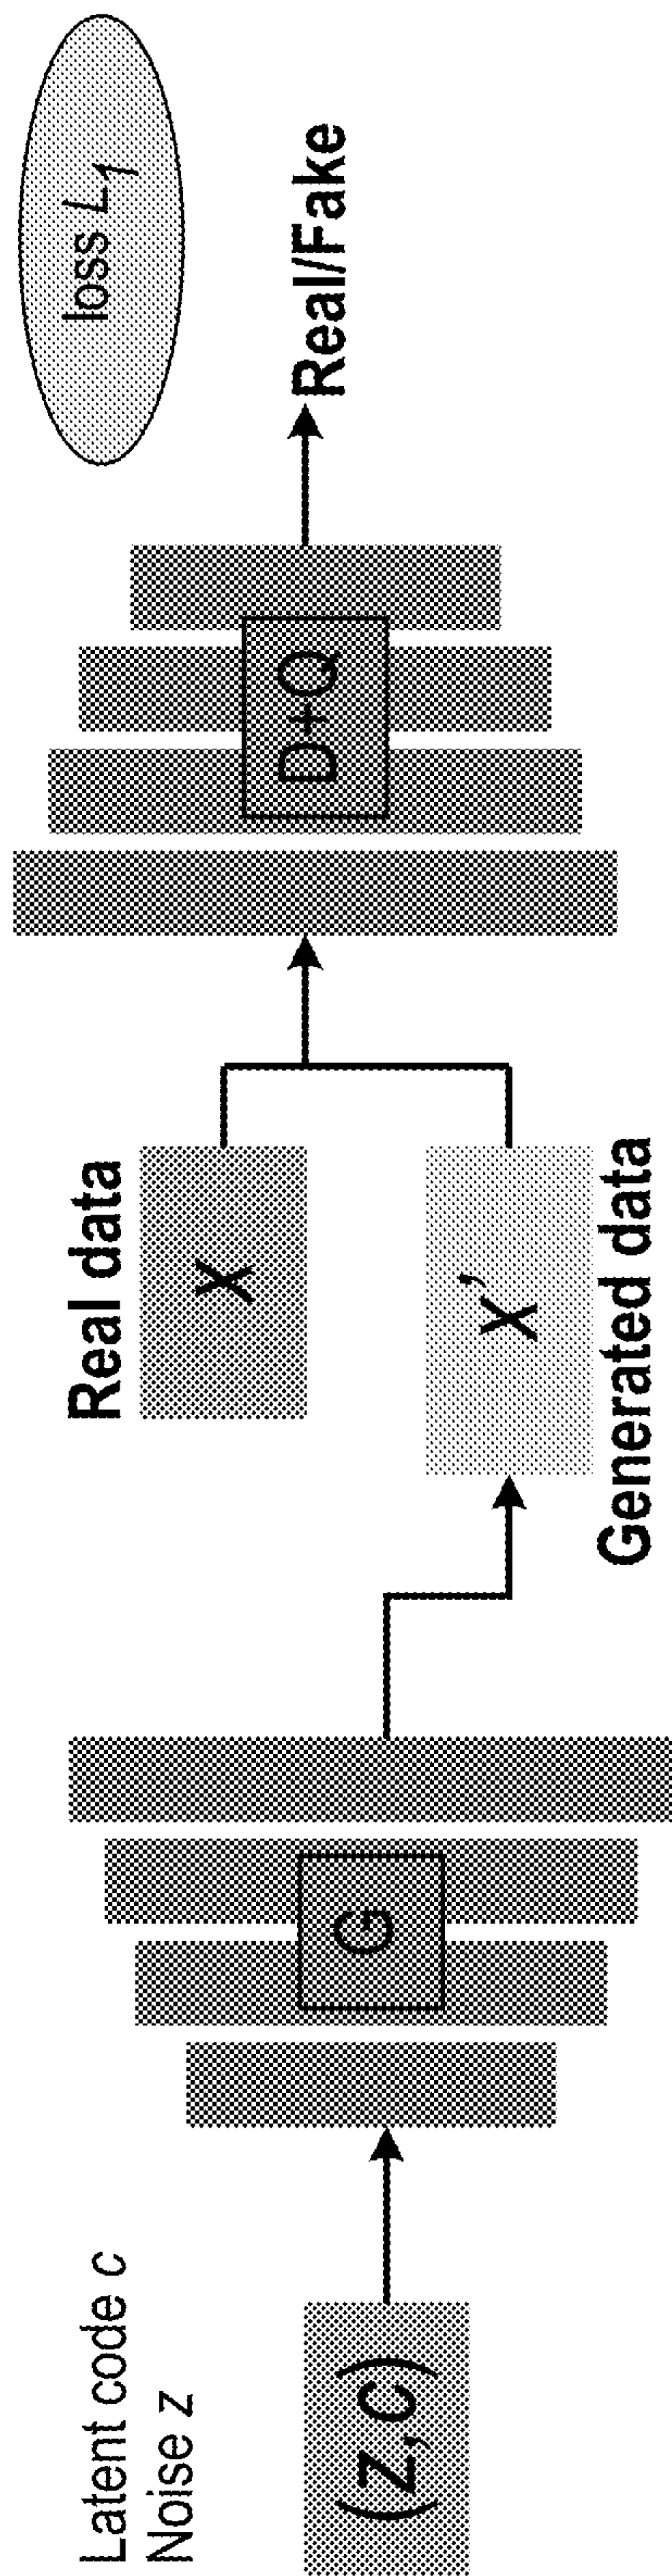 Latent code c
Noise z
(z,c)
G
Real data
X
X’
Generated data
D+Q
Real/Fake
loss L1